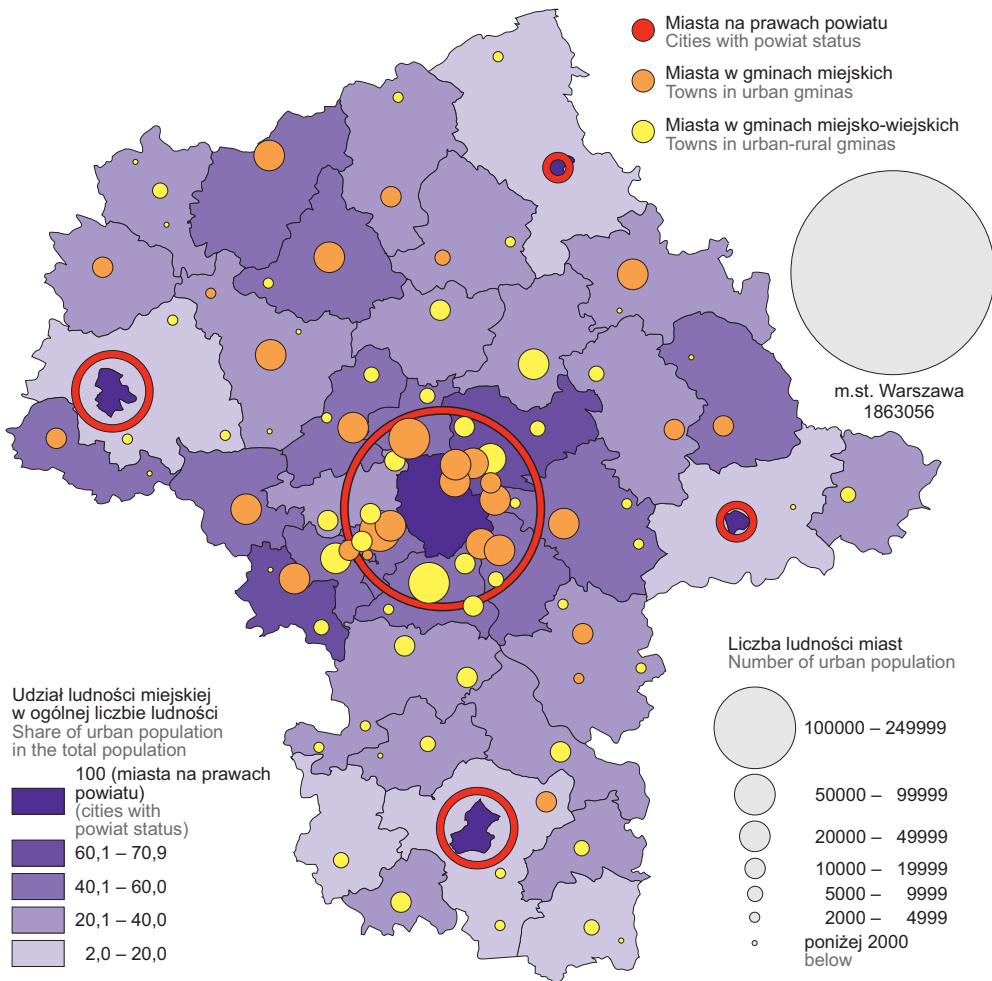 Miasta na prawach powiatu
Cities with powiat status
Miasta w gminach miejskich
Towns in urban gminas
Miasta w gminach miejsko-wiejskich
Towns in urban-rural gminas
m.st. Warszawa
1863056
Udział ludności miejskiej
w ogólnej liczbie ludności
Share of urban population
in the total population
100 (miasta na prawach
powiatu)
(cities with
powiat status)
60,1 – 70,9
40,1 – 60,0
20,1 – 40,0
2,0 – 20,0
Liczba ludności miast
Number of urban population
100000 – 249999
50000 – 99999
20000 – 49999
10000 – 19999
5000 – 9999
2000 – 4999
poniżej 2000
below